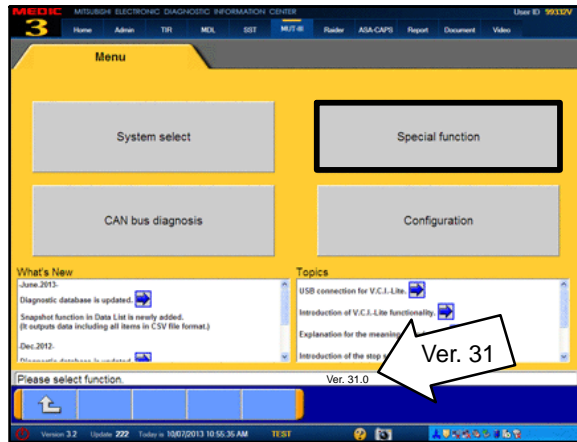 MEDIC MITSUBISHI ELECTRONIC DIAGNOSTIC INFORMATION CENTER User ID 99332V
3 Home Admin TIR MDL SST MUT-III Raider ASA-CAPS Report Document Video
Menu
System select
Special function
CAN bus diagnosis
Configuration
What's New
Topics
-June.2013-
Diagnostic database is updated.
Snapshot function in Data List is newly added.
(It outputs data including all items in CSV file format.)
-Dec.2012-
Diagnostic database is updated
USB connection for V.C.I.-Lite.
Introduction of V.C.I.-Lite functionality.
Explanation for the meaning
Introduction of the stop s
Ver. 31
Please select function.
Ver. 31.0
Version 3.2 Update 222 Today is 10/07/2013 10:55:35 AM TEST